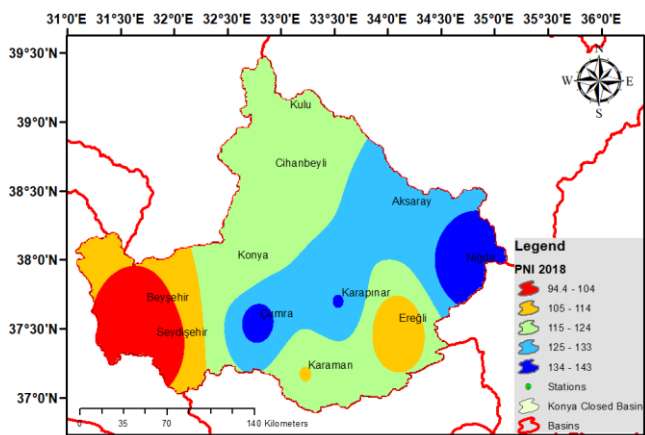 31°0'E 31°30'E 32°0'E 32°30'E 33°0'E 33°30'E 34°0'E 34°30'E 35°0'E 35°30'E 36°0'E
39°30'N
N
W E
S
Kulu
39°0'N
Cihanbeyli
38°30'N
Aksaray
38°0'N
Konya
Niğde
Legend
PNI 2018
Beyşehir
Karapınar
94.4 - 104
105 - 114
Çumra
Ereğli
115 - 124
37°30'N
Seydişehir
125 - 133
134 - 143
Karaman
Stations
37°0'N
Konya Closed Basin
0 35 70 140 Kilometers
Basins